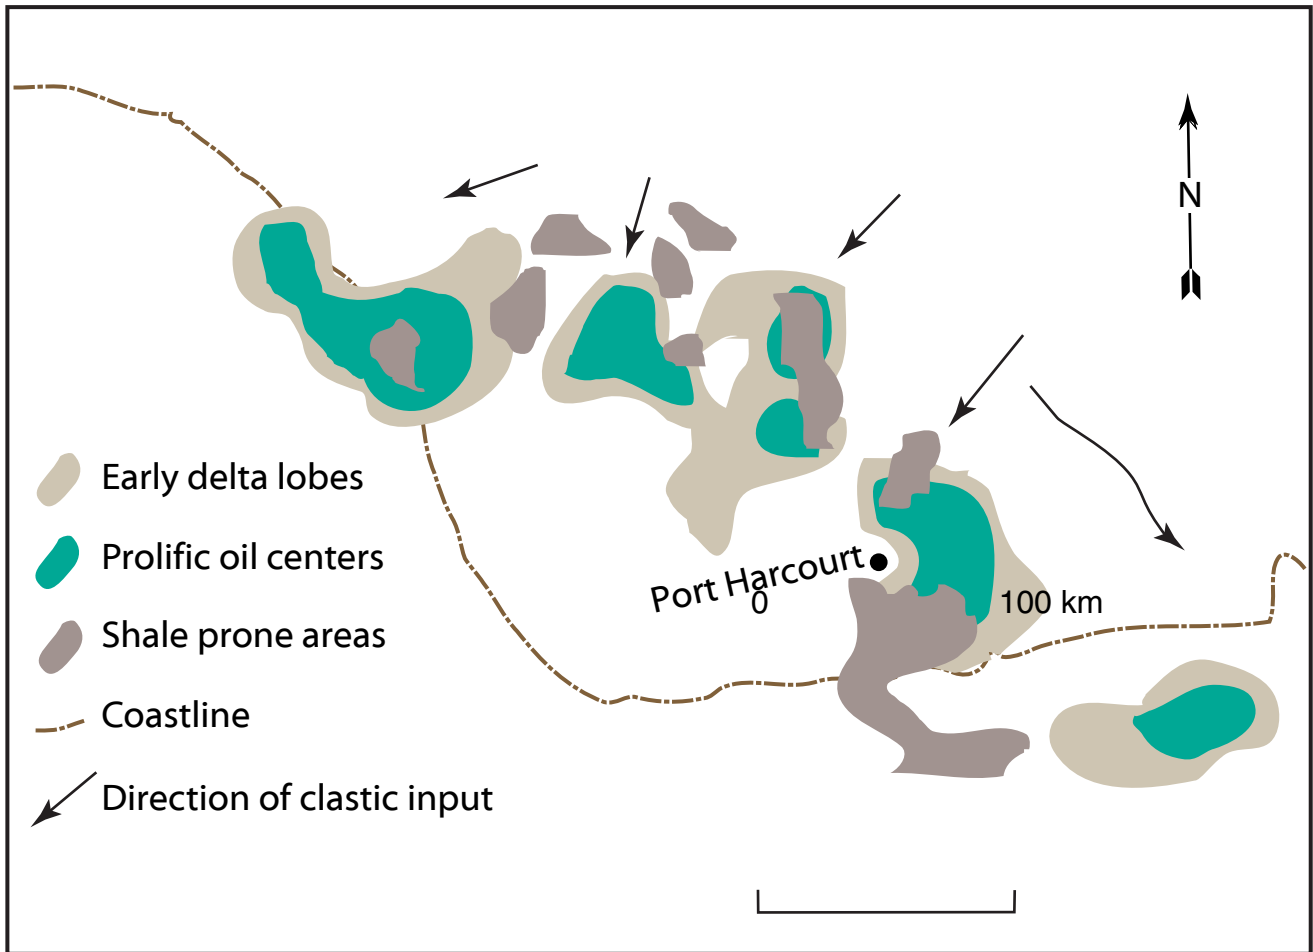 N
Early delta lobes
Prolific oil centers
Port Harcourt
0
100 km
Shale prone areas
Coastline
Direction of clastic input